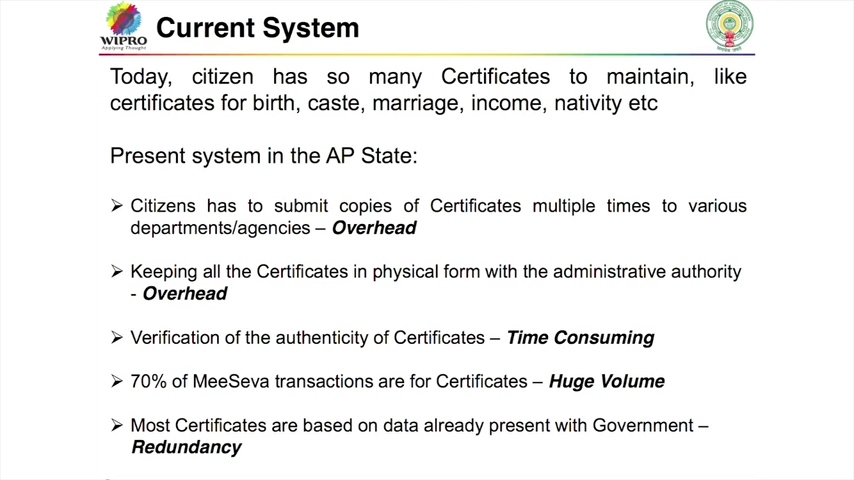 WIPRO
Applying Thought
Current System
Today, citizen has so many Certificates to maintain, like
certificates for birth, caste, marriage, income, nativity etc
Present system in the AP State:
➢ Citizens has to submit copies of Certificates multiple times to various
departments/agencies – Overhead
➢ Keeping all the Certificates in physical form with the administrative authority
- Overhead
➢ Verification of the authenticity of Certificates – Time Consuming
➢ 70% of MeeSeva transactions are for Certificates – Huge Volume
➢ Most Certificates are based on data already present with Government –
Redundancy